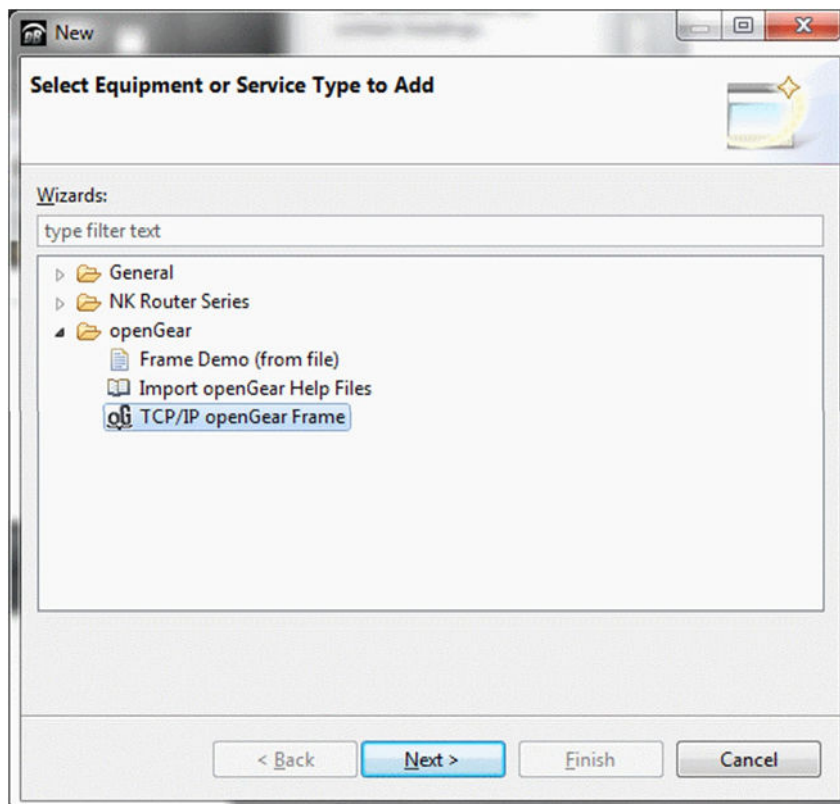 New
Select Equipment or Service Type to Add
Wizards:
type filter text
General
NK Router Series
openGear
Frame Demo (from file)
Import openGear Help Files
oG TCP/IP openGear Frame
< Back Next > Finish Cancel